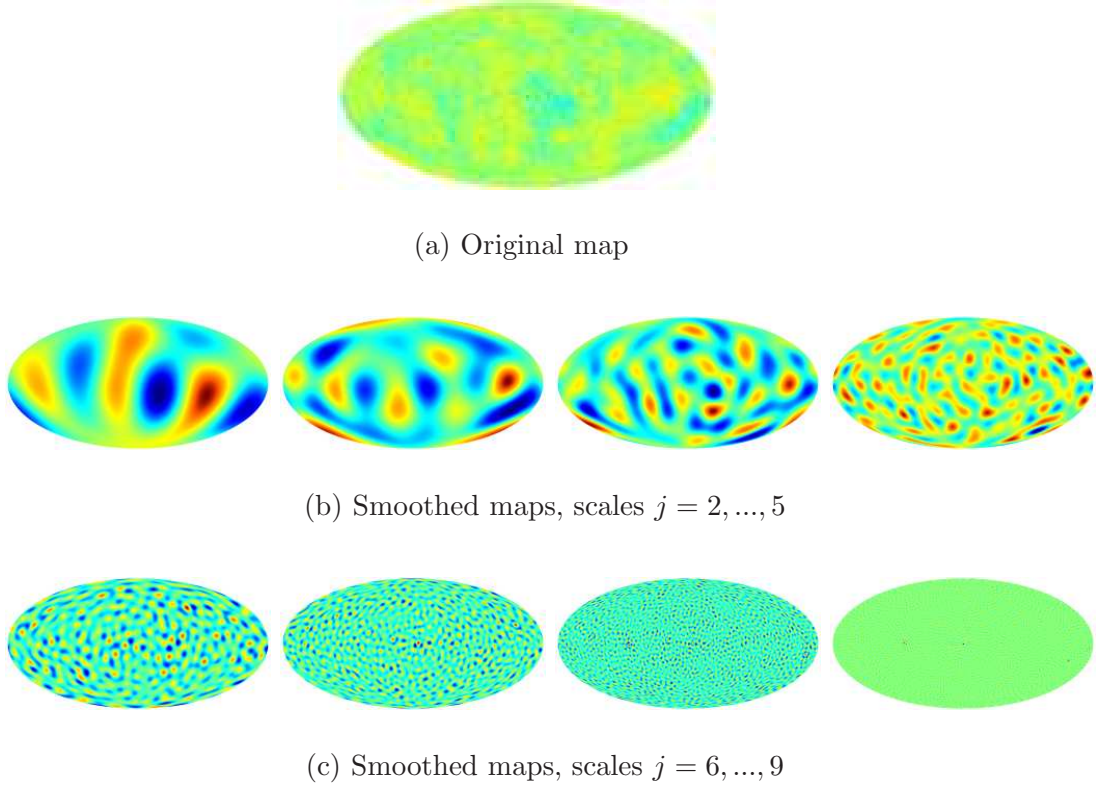 (a) Original map
(b) Smoothed maps, scales j = 2, ..., 5
(c) Smoothed maps, scales j = 6, ..., 9